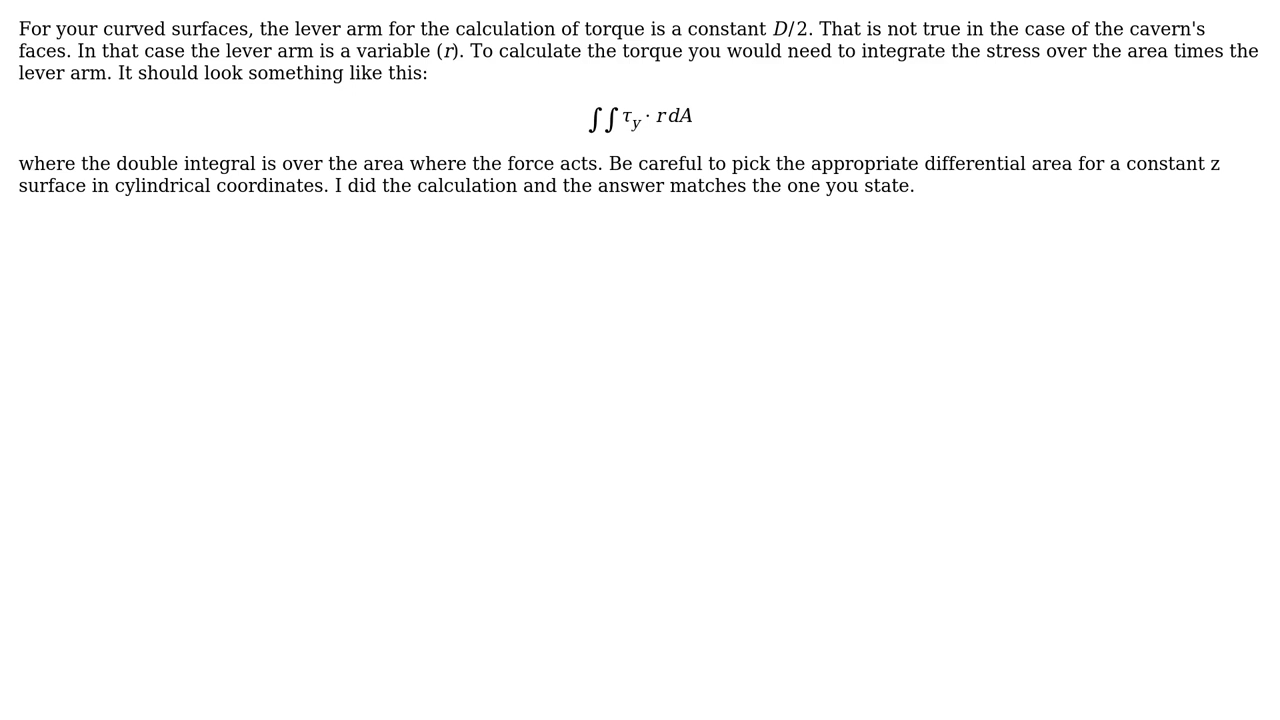 For your curved surfaces, the lever arm for the calculation of torque is a constant D/2. That is not true in the case of the cavern's
faces. In that case the lever arm is a variable (r). To calculate the torque you would need to integrate the stress over the area times the
lever arm. It should look something like this:
∫∫ τ_y · r dA
where the double integral is over the area where the force acts. Be careful to pick the appropriate differential area for a constant z
surface in cylindrical coordinates. I did the calculation and the answer matches the one you state.